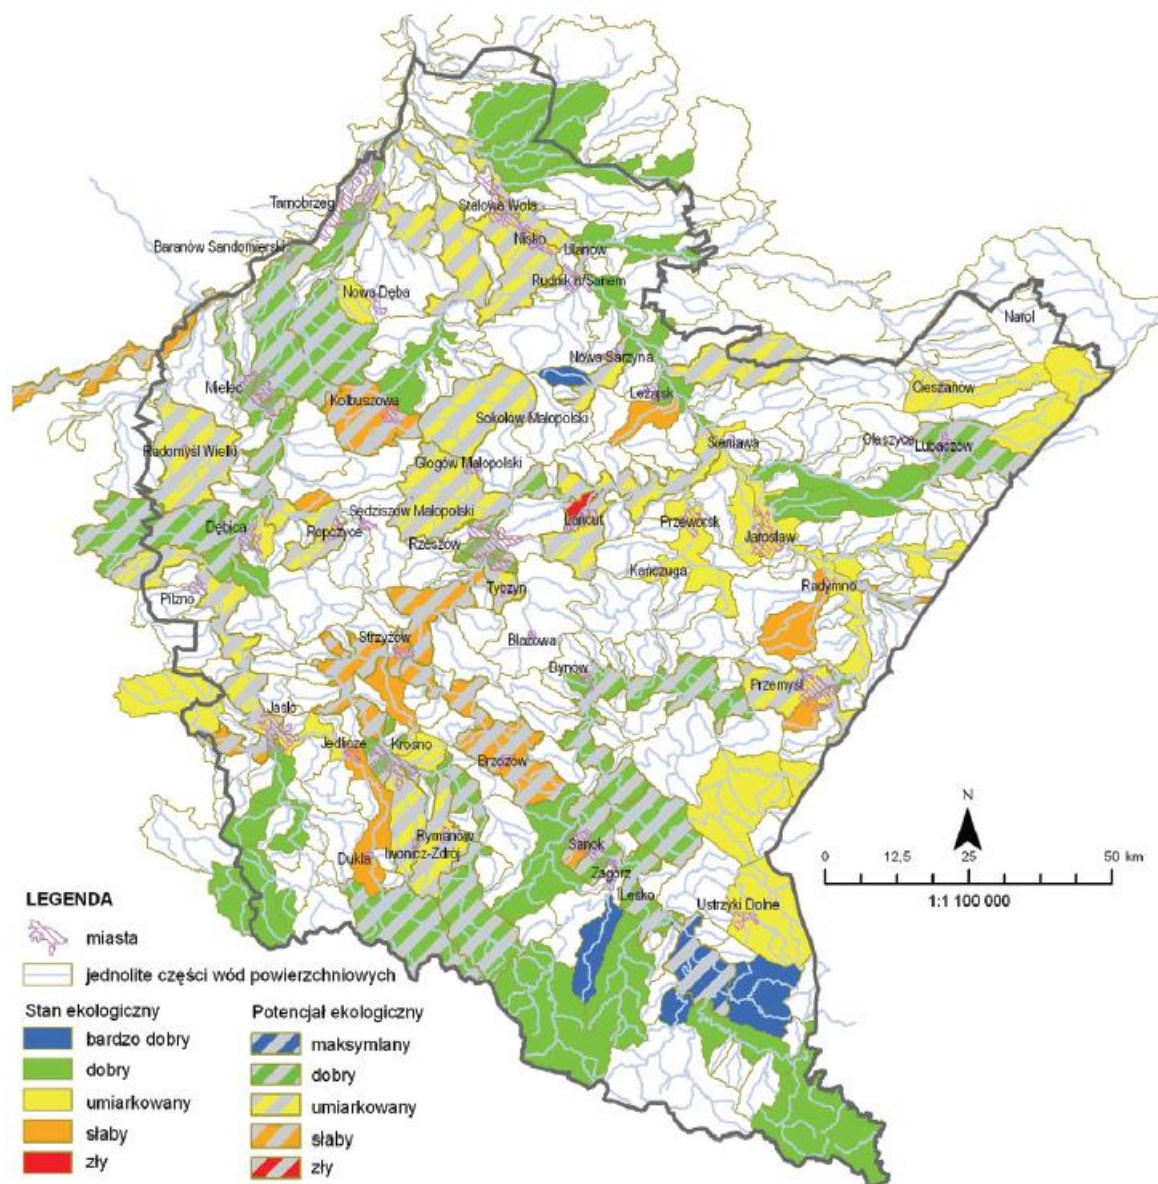 Tarnobrzeg
Stalowa Wola
Baranów Sandomierski
Nisko
Ulanów
Rudnik n/Sanem
Nowa Dęba
Narol
Nowa Sarzyna
Mielec
Leżajsk
Cieszanów
Kolbuszowa
Sokołów Małopolski
Sieniawa
Oleszyce
Lubaczów
Radomyśl Wielki
Głogów Małopolski
Sędziszów Małopolski
Dębica
Ropczyce
Łańcut
Przeworsk
Rzeszów
Jarosław
Kańczuga
Tyczyn
Radymno
Pilzno
Strzyżów
Błażowa
Dynów
Przemyśl
Jasło
Jedlicze
Krosno
Brzozów
Rymanów
Iwonicz-Zdrój
Dukla
Sanok
Zagórz
Lesko
Ustrzyki Dolne
N
0 12,5 25 50 km
1:1 100 000
LEGENDA
miasta
jednolite części wód powierzchniowych
Stan ekologiczny
bardzo dobry
dobry
umiarkowany
słaby
zły
Potencjał ekologiczny
maksymlany
dobry
umiarkowany
słaby
zły